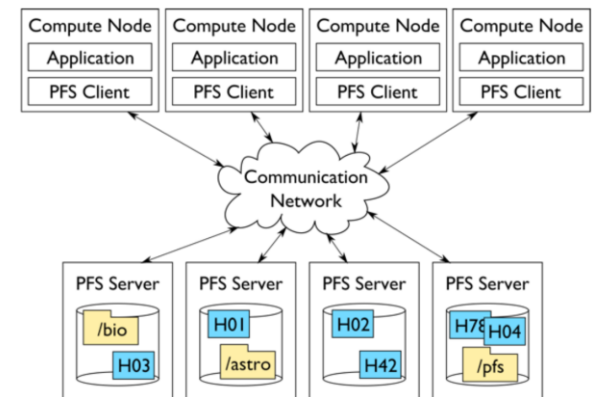 Compute Node
Application
PFS Client
Compute Node
Application
PFS Client
Compute Node
Application
PFS Client
Compute Node
Application
PFS Client
Communication
Network
PFS Server
/bio
H03
PFS Server
H01
/astro
PFS Server
H02
H42
PFS Server
H78
H04
/pfs